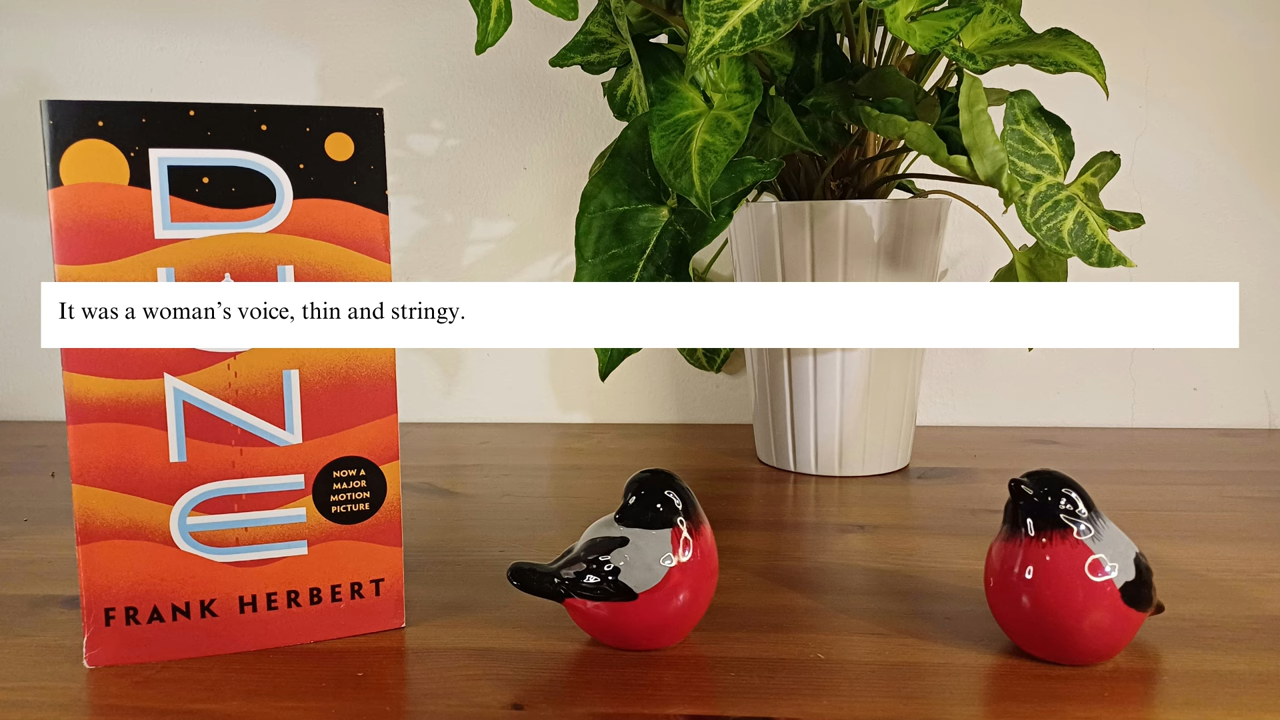 DUNE
It was a woman’s voice, thin and stringy.
NOW A
MAJOR
MOTION
PICTURE
FRANK HERBERT